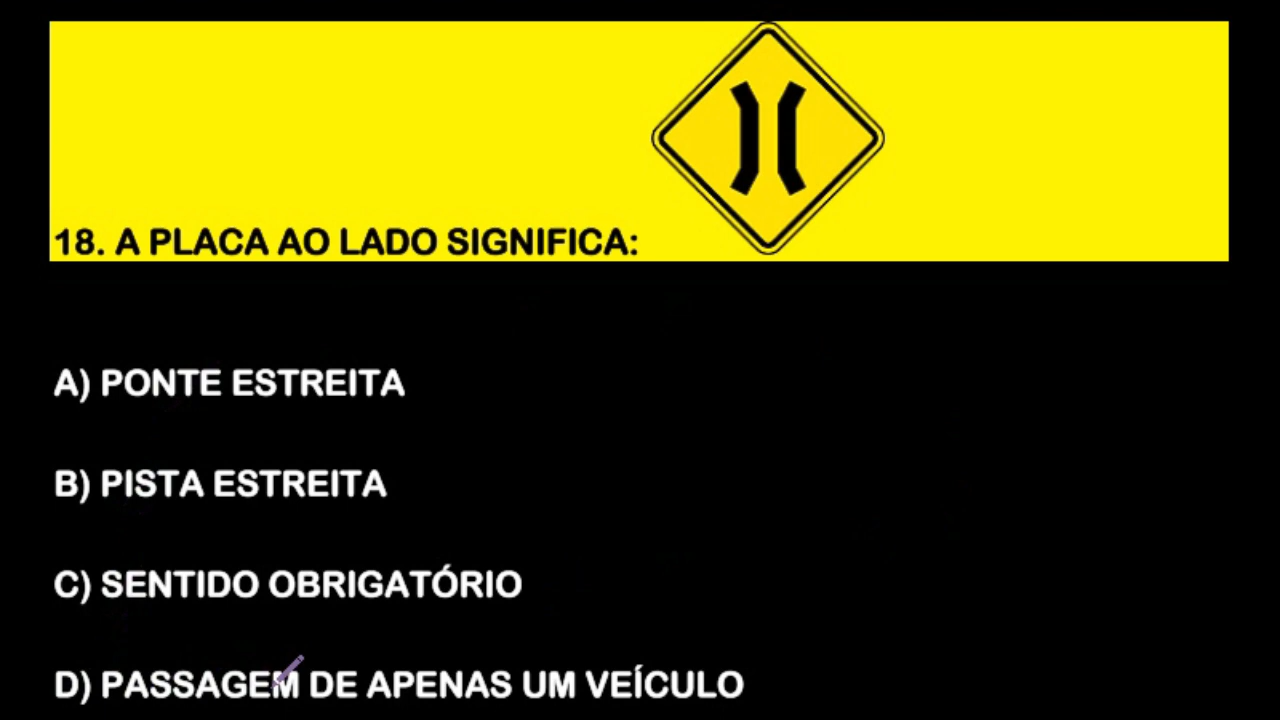 18. A PLACA AO LADO SIGNIFICA:
A) PONTE ESTREITA
B) PISTA ESTREITA
C) SENTIDO OBRIGATÓRIO
D) PASSAGEM DE APENAS UM VEÍCULO